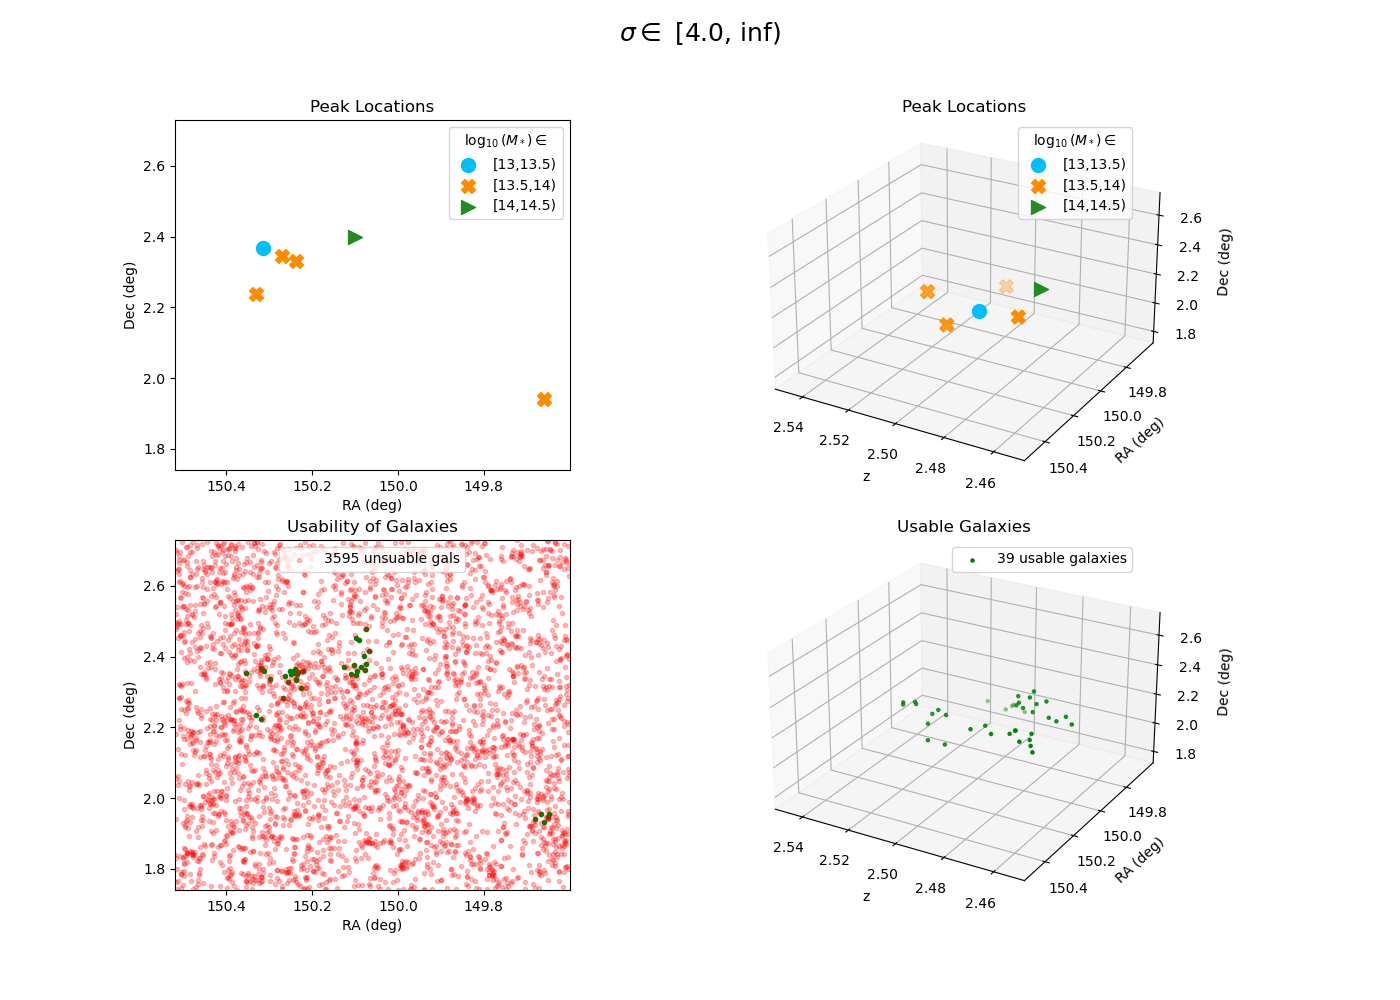 σ ∈ [4.0, inf)
Peak Locations
log₁₀(M*) ∈
[13,13.5)
[13.5,14)
[14,14.5)
2.6
2.4
2.2
2.0
1.8
Dec (deg)
150.4 150.2 150.0 149.8
RA (deg)
Peak Locations
log₁₀(M*) ∈
[13,13.5)
[13.5,14)
[14,14.5)
2.6
2.4
2.2
2.0
1.8
Dec (deg)
149.8
150.0
150.2
150.4
RA (deg)
2.54
2.52
2.50
2.48
2.46
z
Usability of Galaxies
3595 unsuable gals
2.6
2.4
2.2
2.0
1.8
Dec (deg)
150.4 150.2 150.0 149.8
RA (deg)
Usable Galaxies
39 usable galaxies
2.6
2.4
2.2
2.0
1.8
Dec (deg)
149.8
150.0
150.2
150.4
RA (deg)
2.54
2.52
2.50
2.48
2.46
z